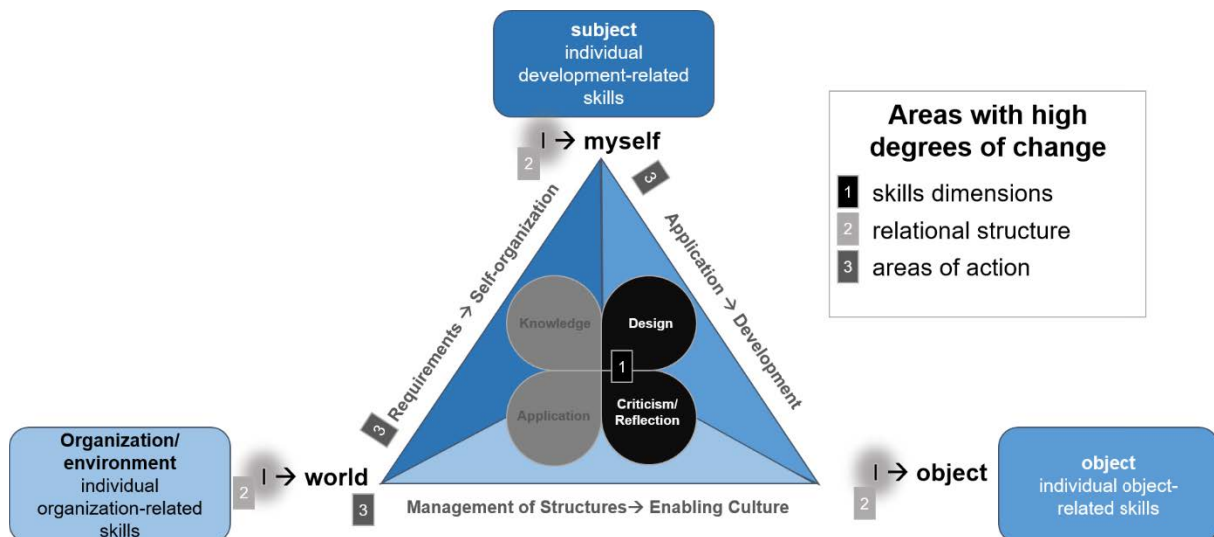 subject
individual
development-related
skills
I → myself
2
3
Requirements → Self-organization
3
Application → Development
Knowledge
Design
1
Application
Criticism/
Reflection
Organization/
environment
individual
organization-related
skills
2
I → world
3
Management of Structures→ Enabling Culture
I → object
2
object
individual object-
related skills
Areas with high
degrees of change
1 skills dimensions
2 relational structure
3 areas of action